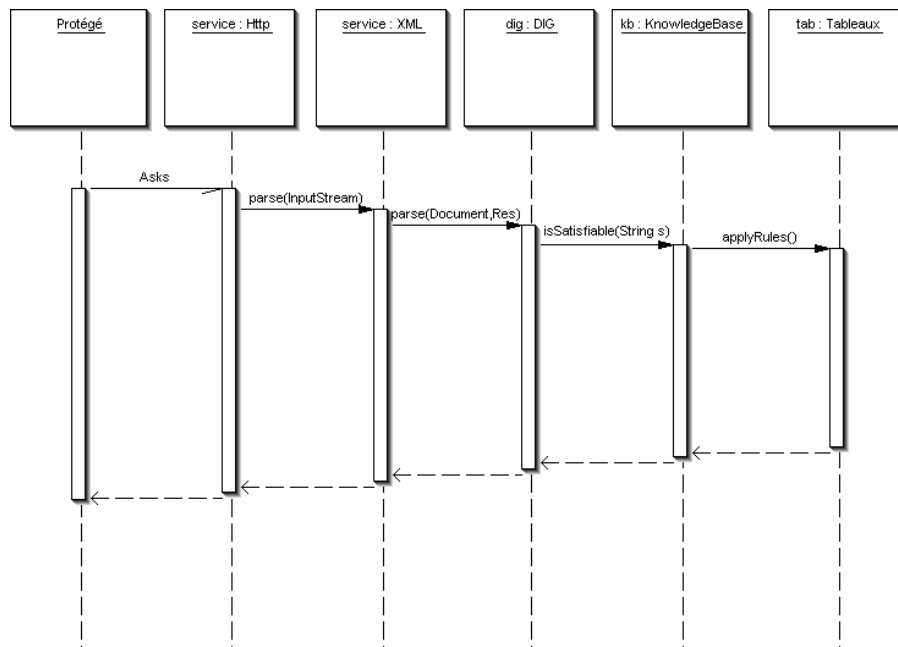 Protégé
service : Http
service : XML
dig : DIG
kb : KnowledgeBase
tab : Tableaux
Asks
parse(InputStream)
parse(Document,Res)
isSatisfiable(String s)
applyRules()